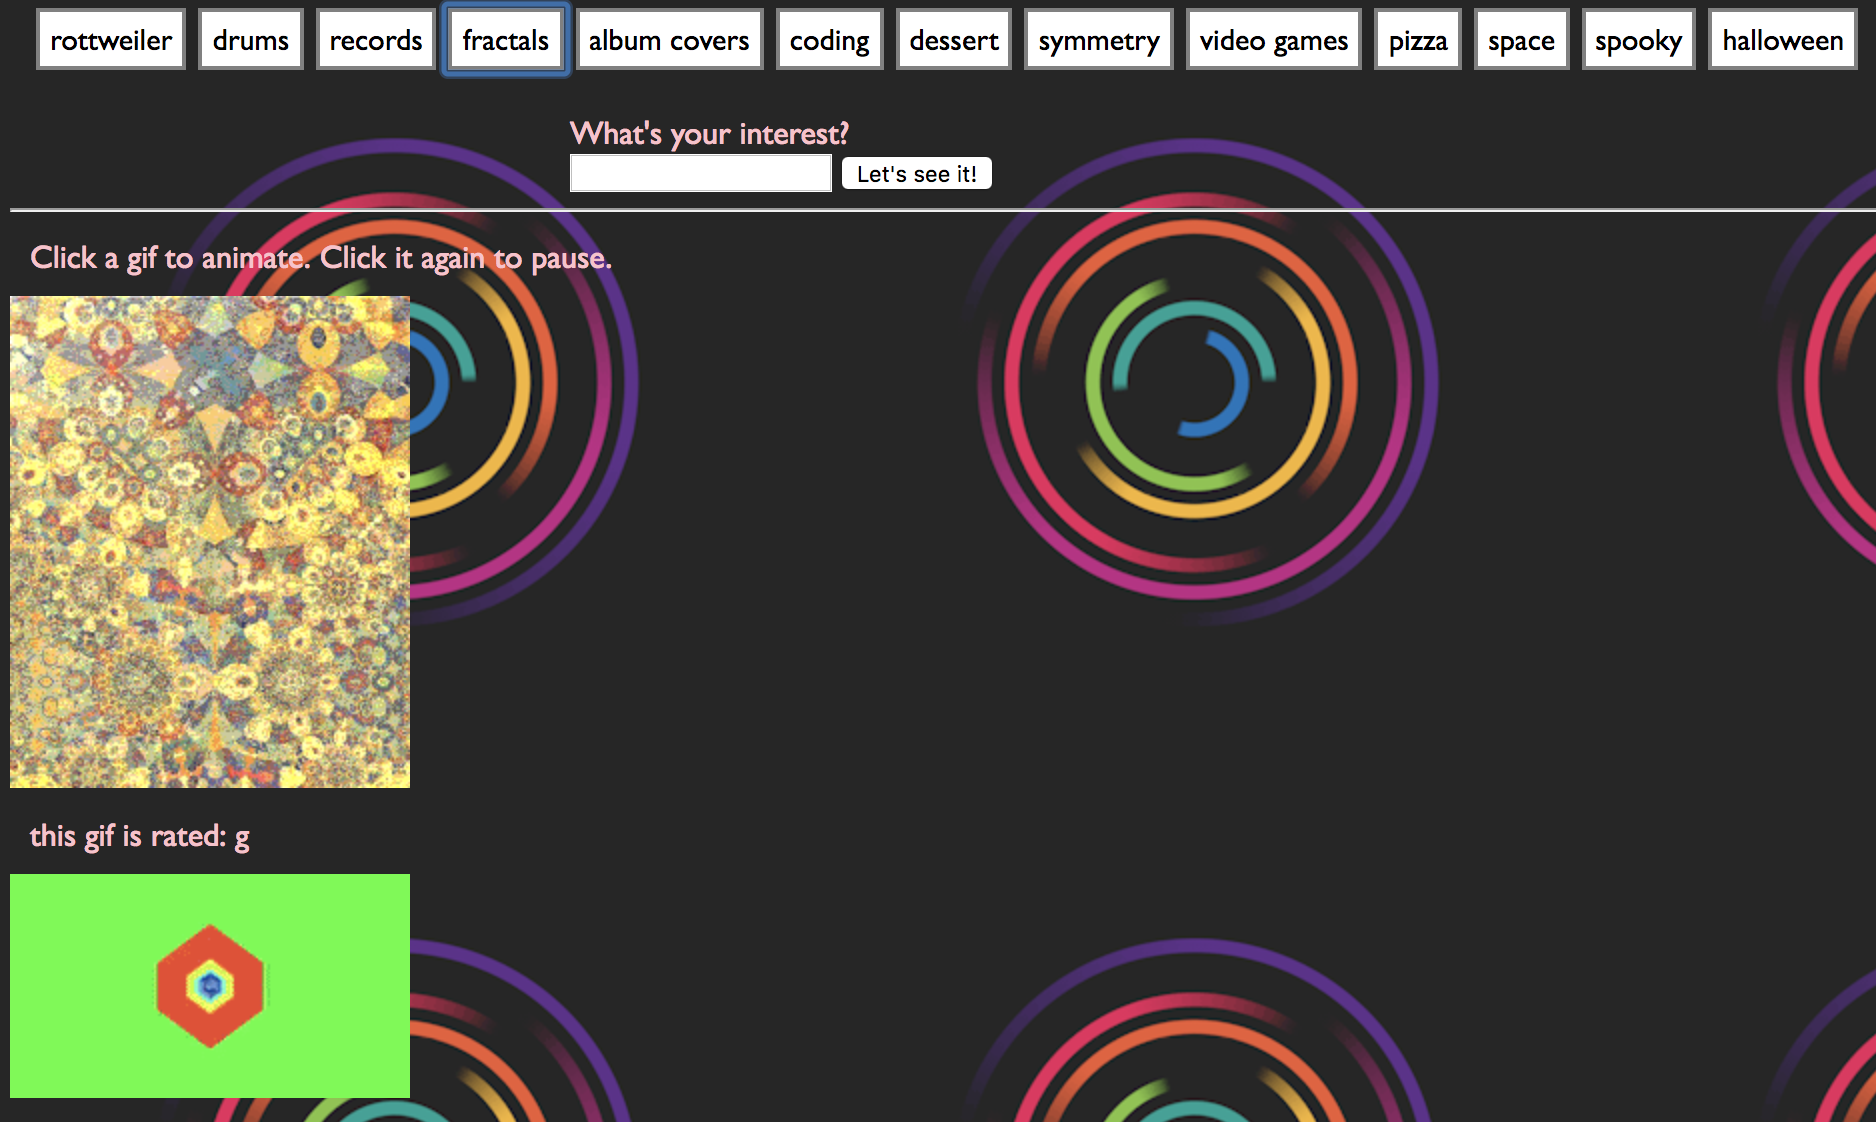 rottweiler drums records fractals album covers coding dessert symmetry video games pizza space spooky halloween
What's your interest?
Let's see it!
Click a gif to animate. Click it again to pause.
this gif is rated: g